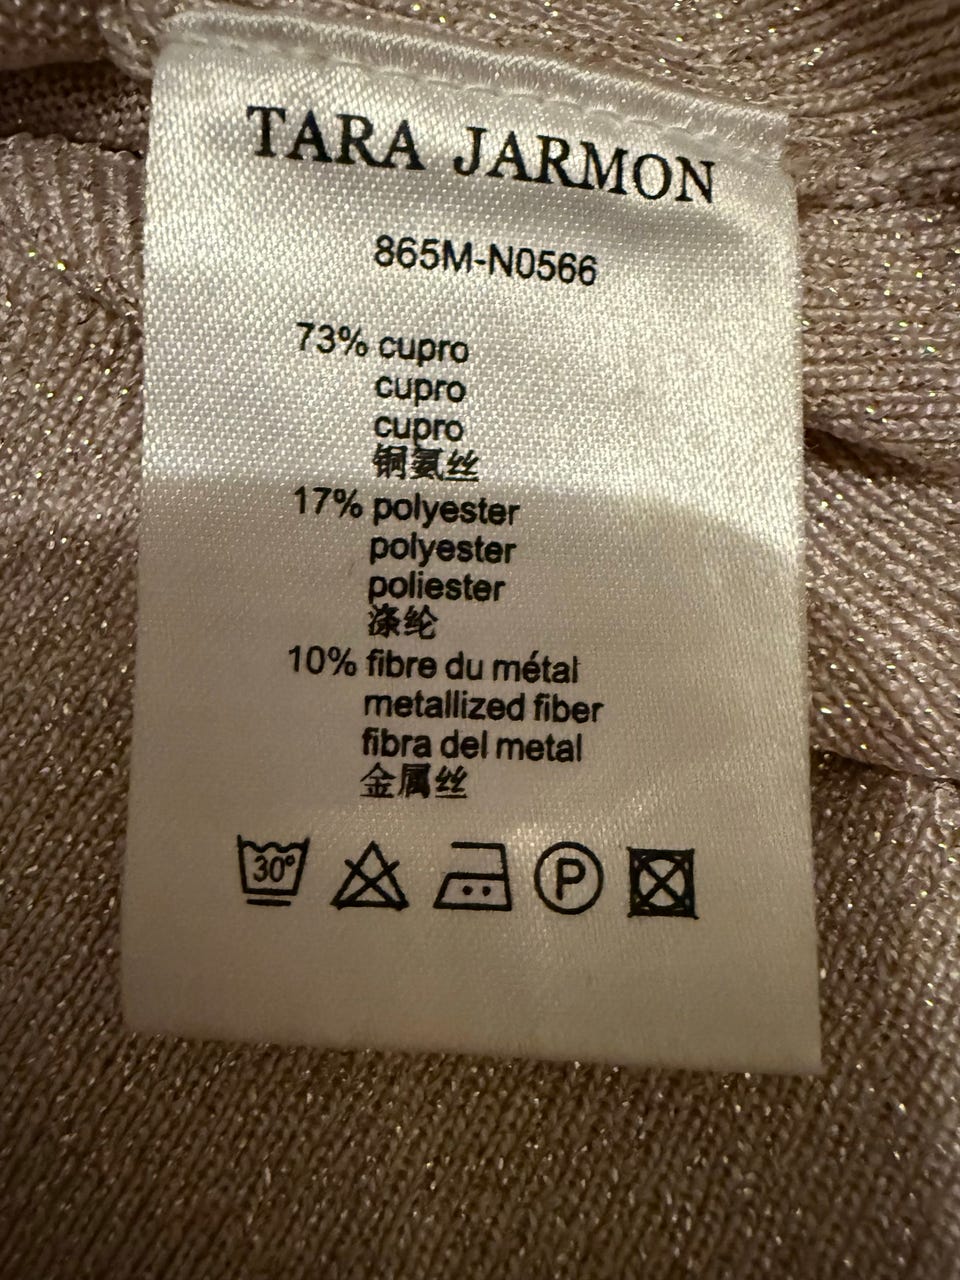 TARA JARMON
865M-N0566
73% cupro
cupro
cupro
铜氨丝
17% polyester
polyester
poliester
涤纶
10% fibre du métal
metallized fiber
fibra del metal
金属丝
30° P